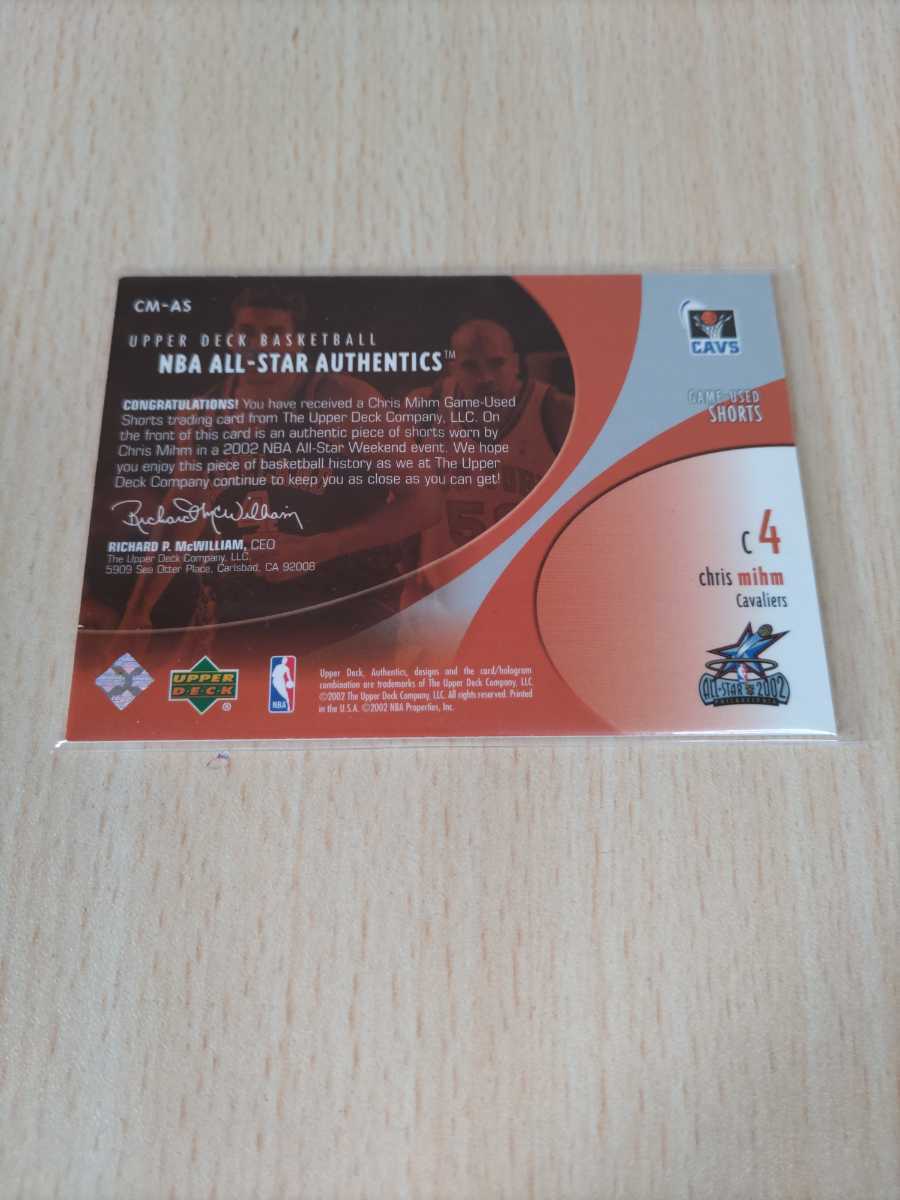 CM-AS
UPPER DECK BASKETBALL
NBA ALL-STAR AUTHENTICS™
CONGRATULATIONS! You have received a Chris Mihm Game-Used
Shorts trading card from The Upper Deck Company, LLC. On
the front of this card is an authentic piece of shorts worn by
Chris Mihm in a 2002 NBA All-Star Weekend event. We hope
you enjoy this piece of basketball history as we at The Upper
Deck Company continue to keep you as close as you can get!
Richard McWilliam
RICHARD P. McWILLIAM, CEO
The Upper Deck Company, LLC.
5909 Sea Otter Place, Carlsbad, CA 92008
CAVS
GAME-USED
SHORTS
C 4
chris mihm
Cavaliers
ALL-STAR 2002
PHILADELPHIA
UPPER
DECK
®
NBA
Upper Deck, Authentics, designs and the card/hologram
combination are trademarks of The Upper Deck Company, LLC.
©2002 The Upper Deck Company, LLC. All rights reserved. Printed
in the U.S.A. ©2002 NBA Properties, Inc.